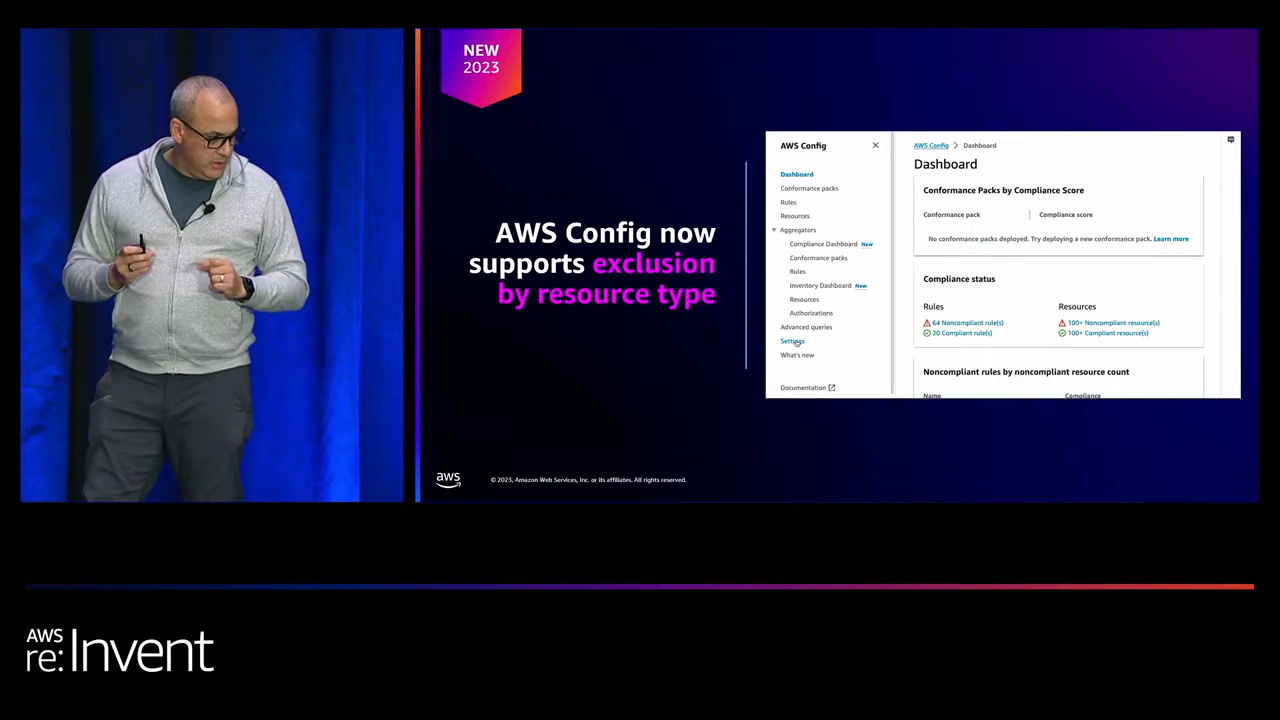 NEW
2023
AWS Config now
supports exclusion
by resource type
AWS Config
Dashboard
Conformance packs
Rules
Resources
Aggregators
Compliance Dashboard New
Conformance packs
Rules
Inventory Dashboard New
Resources
Authorizations
Advanced queries
Settings
What's new
Documentation
AWS Config > Dashboard
Dashboard
Conformance Packs by Compliance Score
Conformance pack | Compliance score
No conformance packs deployed. Try deploying a new conformance pack. Learn more
Compliance status
Rules
64 Noncompliant rule(s)
20 Compliant rule(s)
Resources
100+ Noncompliant resource(s)
100+ Compliant resource(s)
Noncompliant rules by noncompliant resource count
Name Compliance
aws
© 2023, Amazon Web Services, Inc. or its affiliates. All rights reserved.
AWS
re:Invent